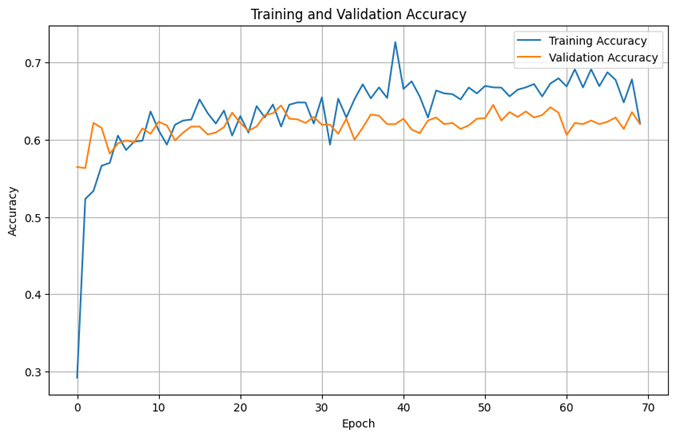 Training and Validation Accuracy
Training Accuracy
Validation Accuracy
0.7
0.6
0.5
0.4
0.3
Accuracy
0 10 20 30 40 50 60 70
Epoch